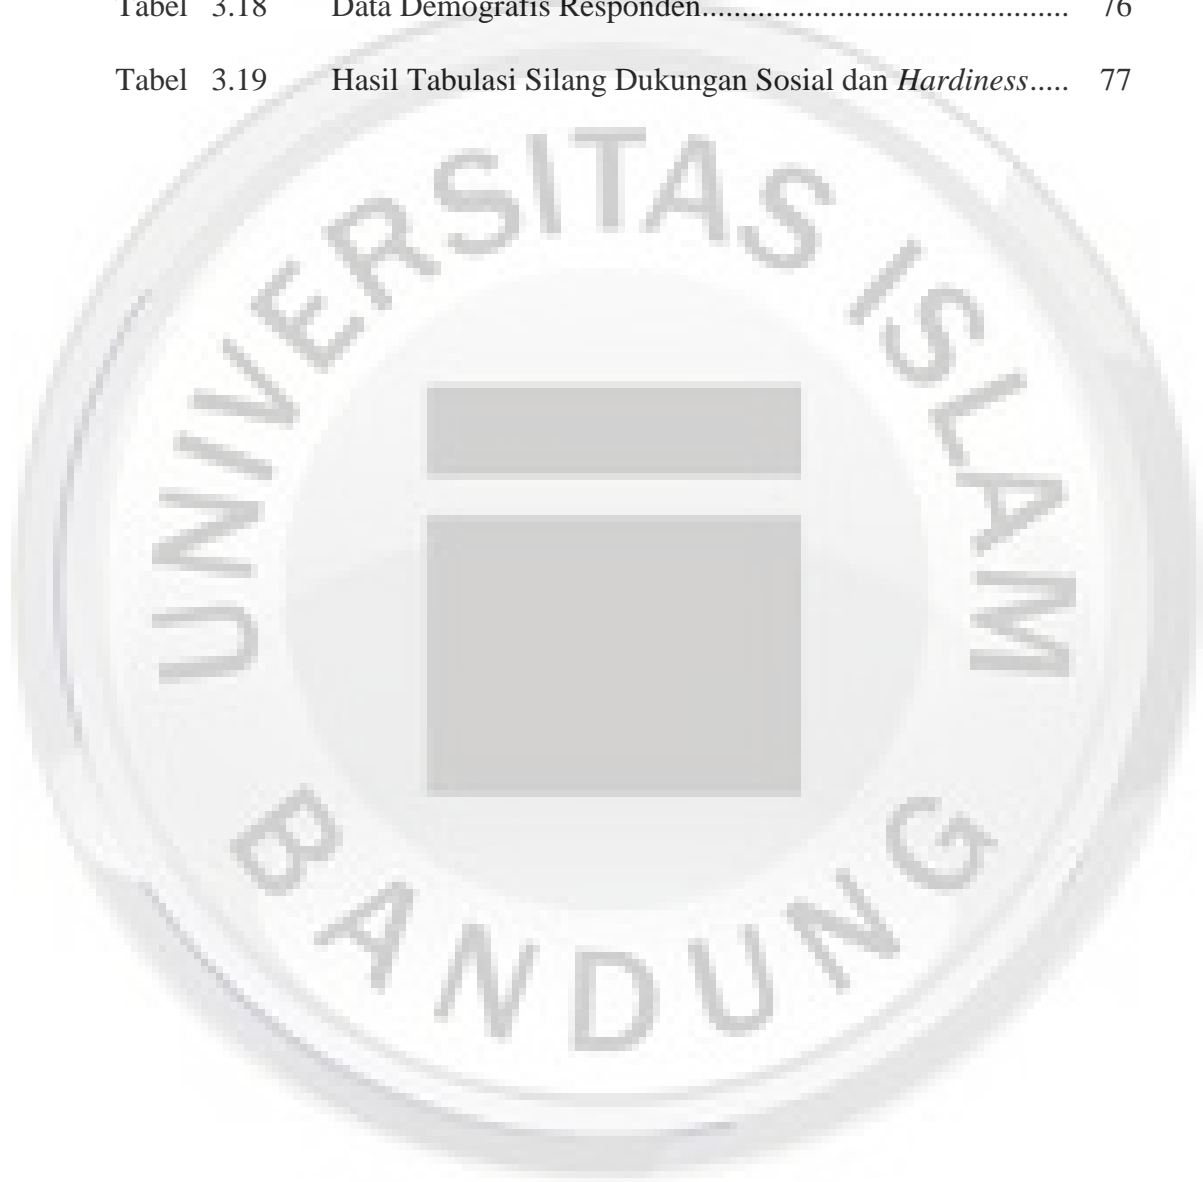 Tabel 3.18 Data Demografis Responden............................................ 76
Tabel 3.19 Hasil Tabulasi Silang Dukungan Sosial dan Hardiness..... 77
UNIVERSITAS ISLAM
BANDUNG